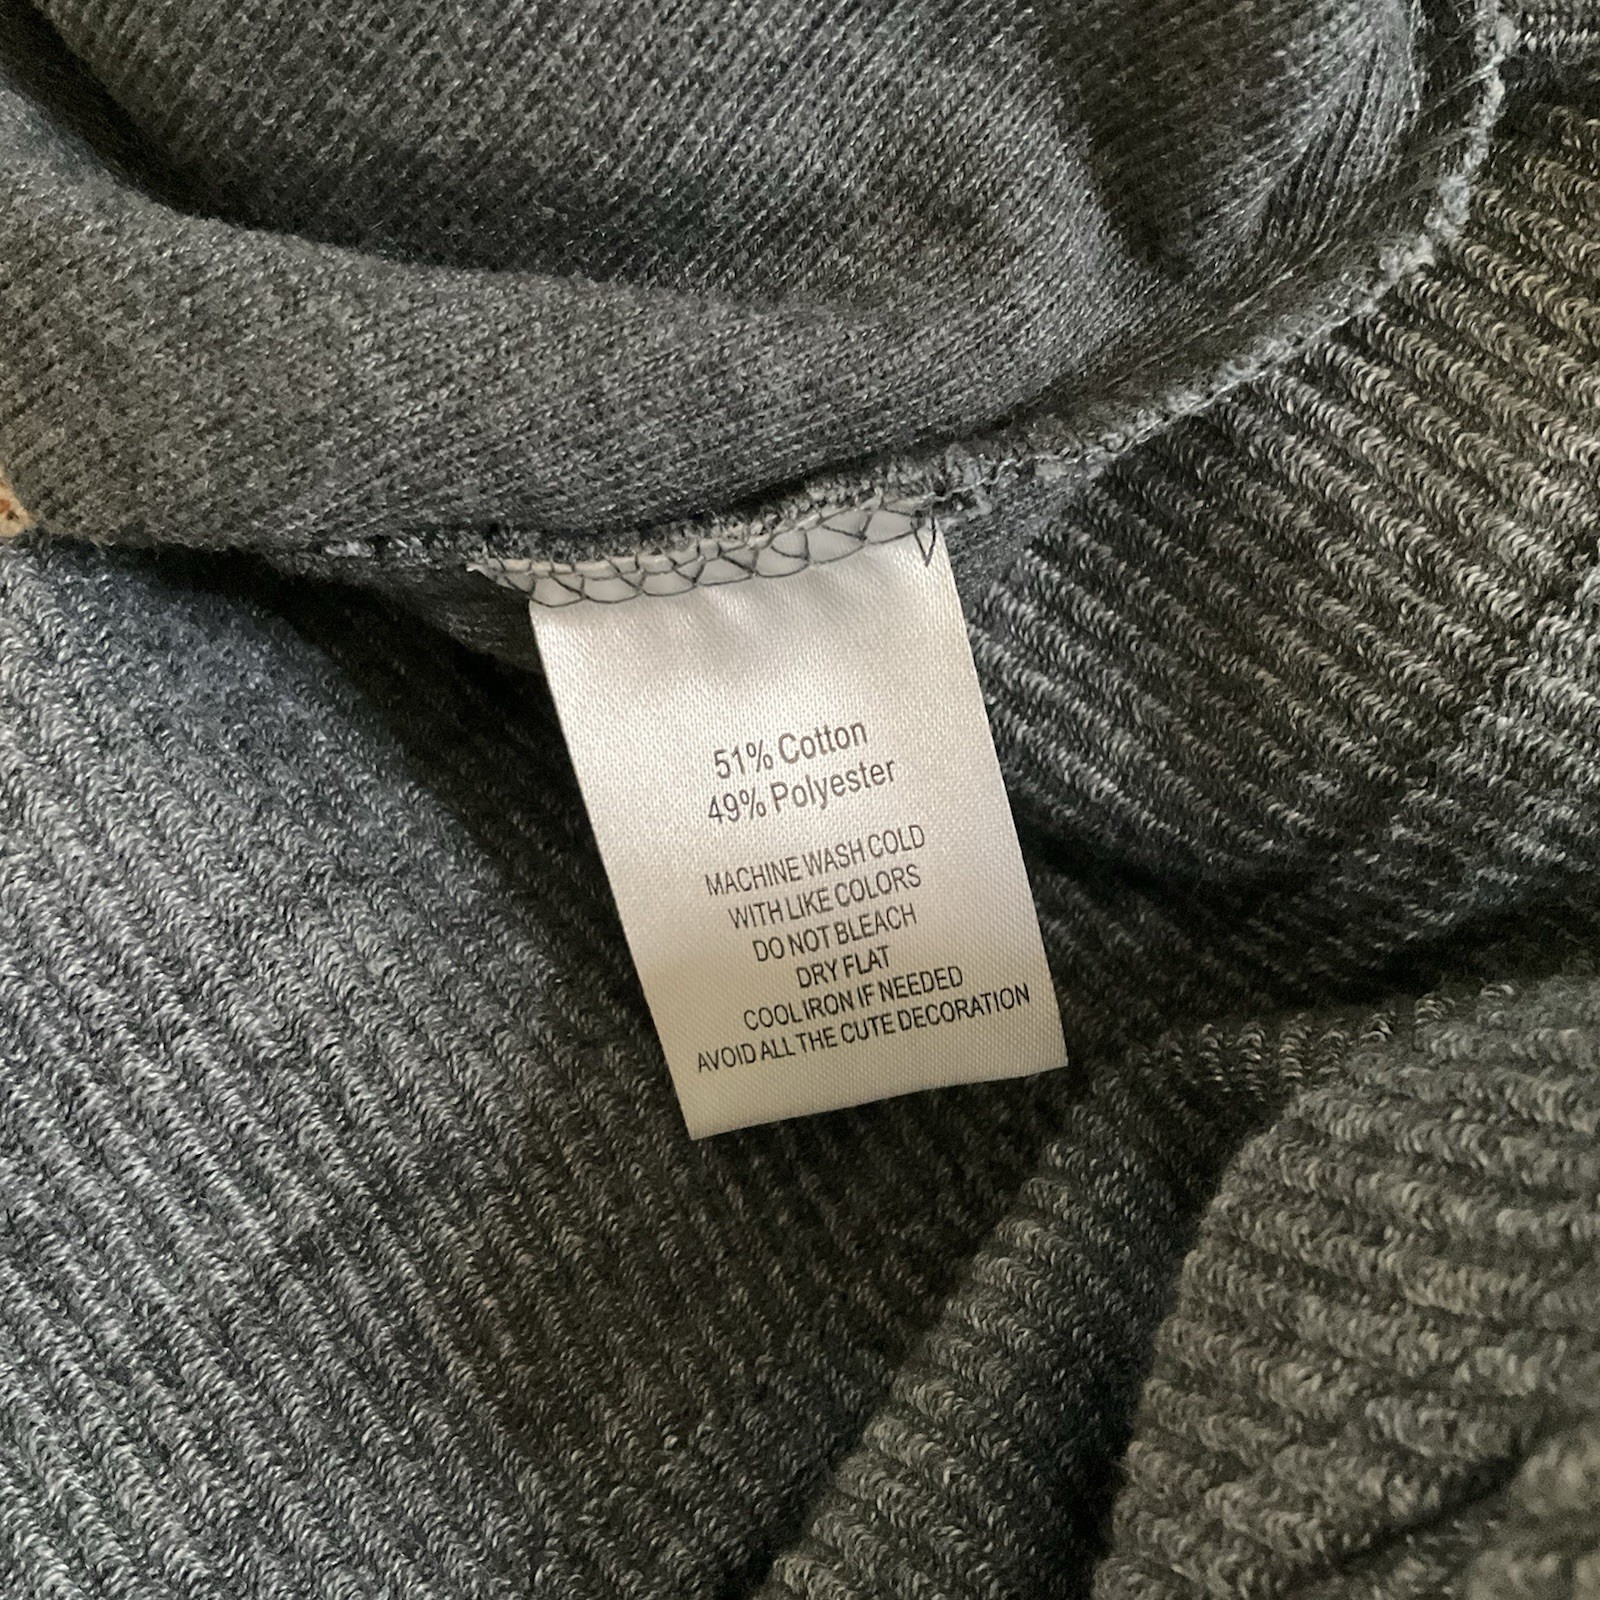 51% Cotton
49% Polyester
MACHINE WASH COLD
WITH LIKE COLORS
DO NOT BLEACH
DRY FLAT
COOL IRON IF NEEDED
AVOID ALL THE CUTE DECORATION